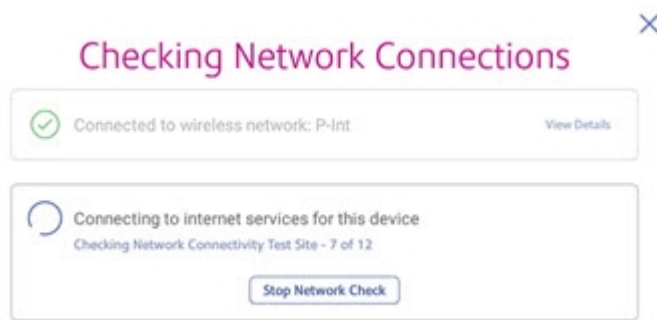 Checking Network Connections
Connected to wireless network: P-Int
View Details
Connecting to internet services for this device
Checking Network Connectivity Test Site - 7 of 12
Stop Network Check